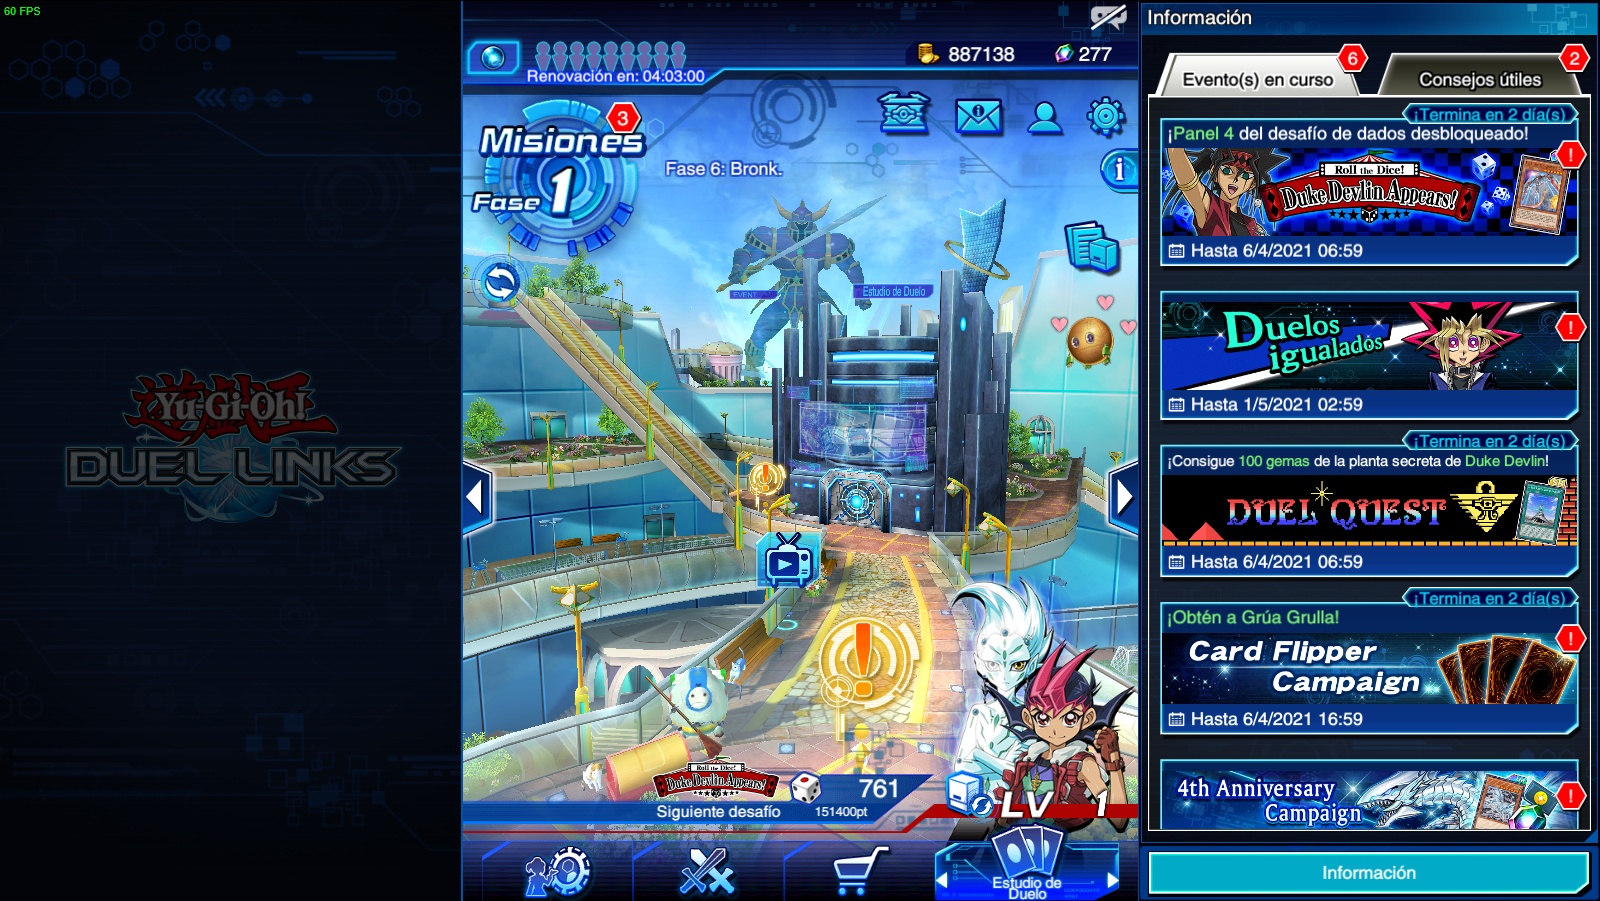 60 FPS
Yu-Gi-Oh!
DUEL LINKS
887138
277
Renovación en: 04:03:00
Misiones
3
Fase 1
Fase 6: Bronk.
EVENT
Estudio de Duelo
Roll the Dice!
Duke Devlin Appears!
761
Siguiente desafío
151400pt
LV 1
Estudio de
Duelo
Información
Evento(s) en curso
6
Consejos útiles
2
¡Termina en 2 día(s)
¡Panel 4 del desafío de dados desbloqueado!
Roll the Dice!
Duke Devlin Appears!
Hasta 6/4/2021 06:59
Duelos
igualados
Hasta 1/5/2021 02:59
¡Termina en 2 día(s)
¡Consigue 100 gemas de la planta secreta de Duke Devlin!
DUEL QUEST
Hasta 6/4/2021 06:59
¡Termina en 2 día(s)
¡Obtén a Grúa Grulla!
Card Flipper
Campaign
Hasta 6/4/2021 16:59
4th Anniversary
Campaign
Información